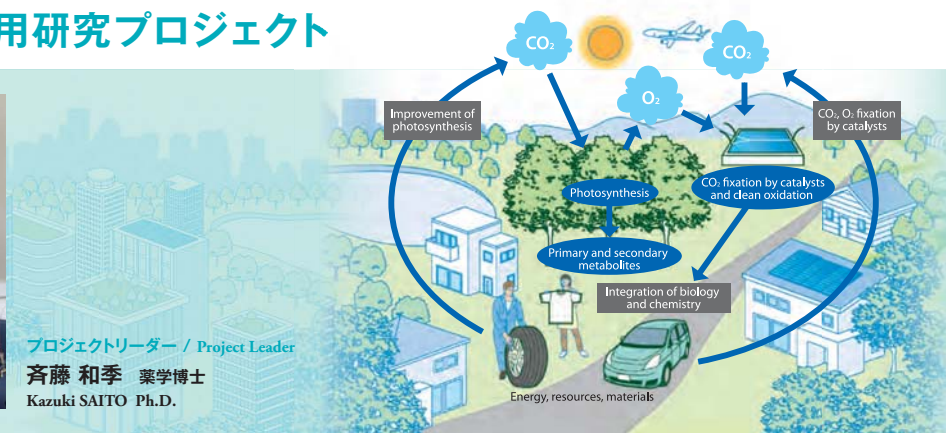 用研究プロジェクト
CO₂
CO₂
O₂
Improvement of
photosynthesis
CO₂, O₂ fixation
by catalysts
Photosynthesis
CO₂ fixation by catalysts
and clean oxidation
Primary and secondary
metabolites
Integration of biology
and chemistry
プロジェクトリーダー / Project Leader
斉藤 和季 薬学博士
Kazuki SAITO Ph.D.
Energy, resources, materials